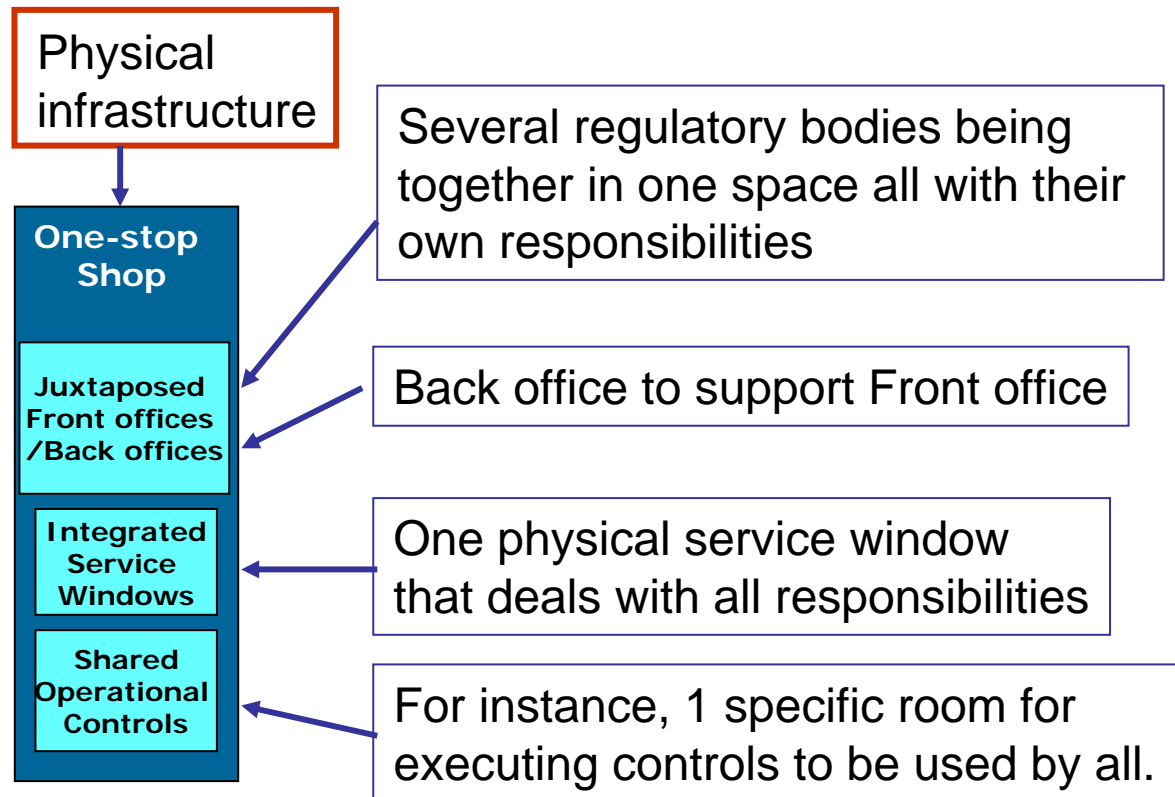 Physical
infrastructure
Several regulatory bodies being
together in one space all with their
own responsibilities
One-stop
Shop
Juxtaposed
Front offices
/Back offices
Back office to support Front office
Integrated
Service
Windows
One physical service window
that deals with all responsibilities
Shared
Operational
Controls
For instance, 1 specific room for
executing controls to be used by all.